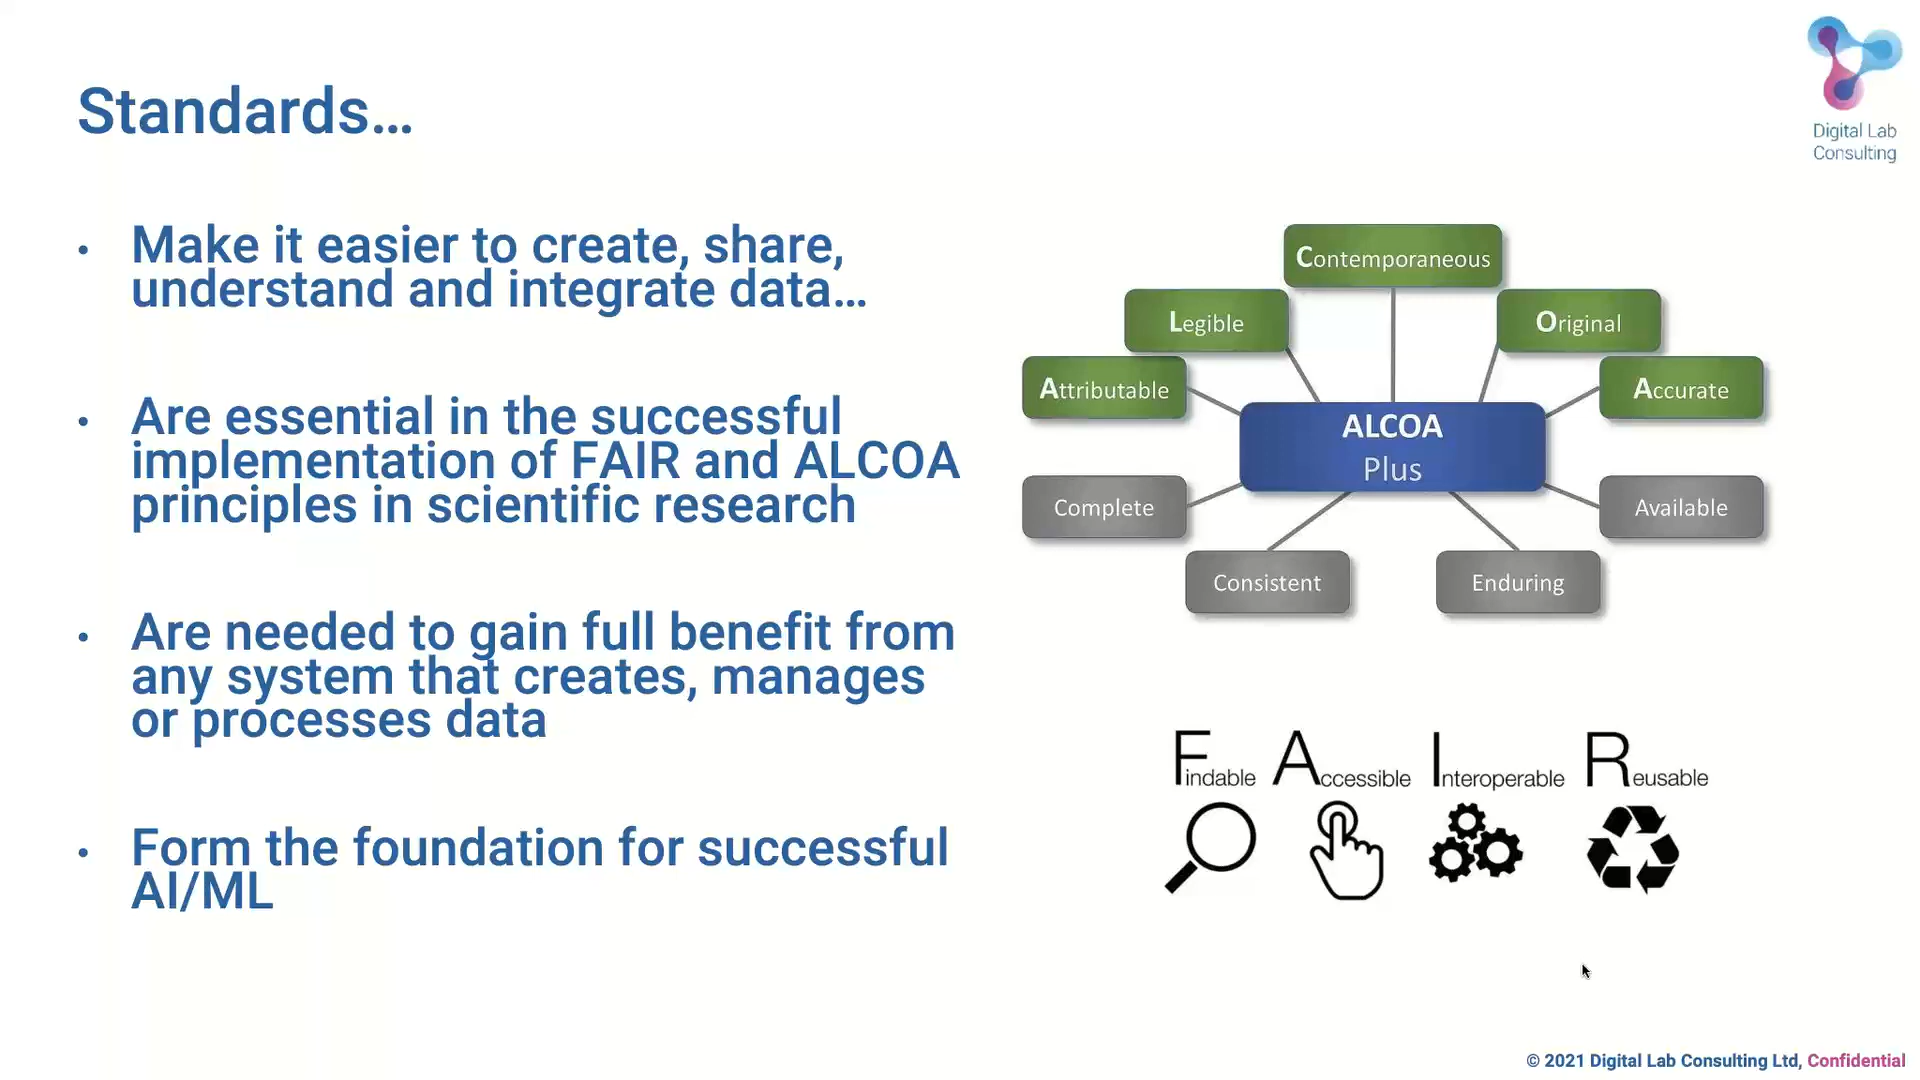 Standards...
Digital Lab
Consulting
• Make it easier to create, share,
understand and integrate data...
• Are essential in the successful
implementation of FAIR and ALCOA
principles in scientific research
• Are needed to gain full benefit from
any system that creates, manages
or processes data
• Form the foundation for successful
AI/ML
Contemporaneous
Legible
Original
Attributable
Accurate
ALCOA
Plus
Complete
Available
Consistent
Enduring
Findable Accessible Interoperable Reusable
© 2021 Digital Lab Consulting Ltd, Confidential